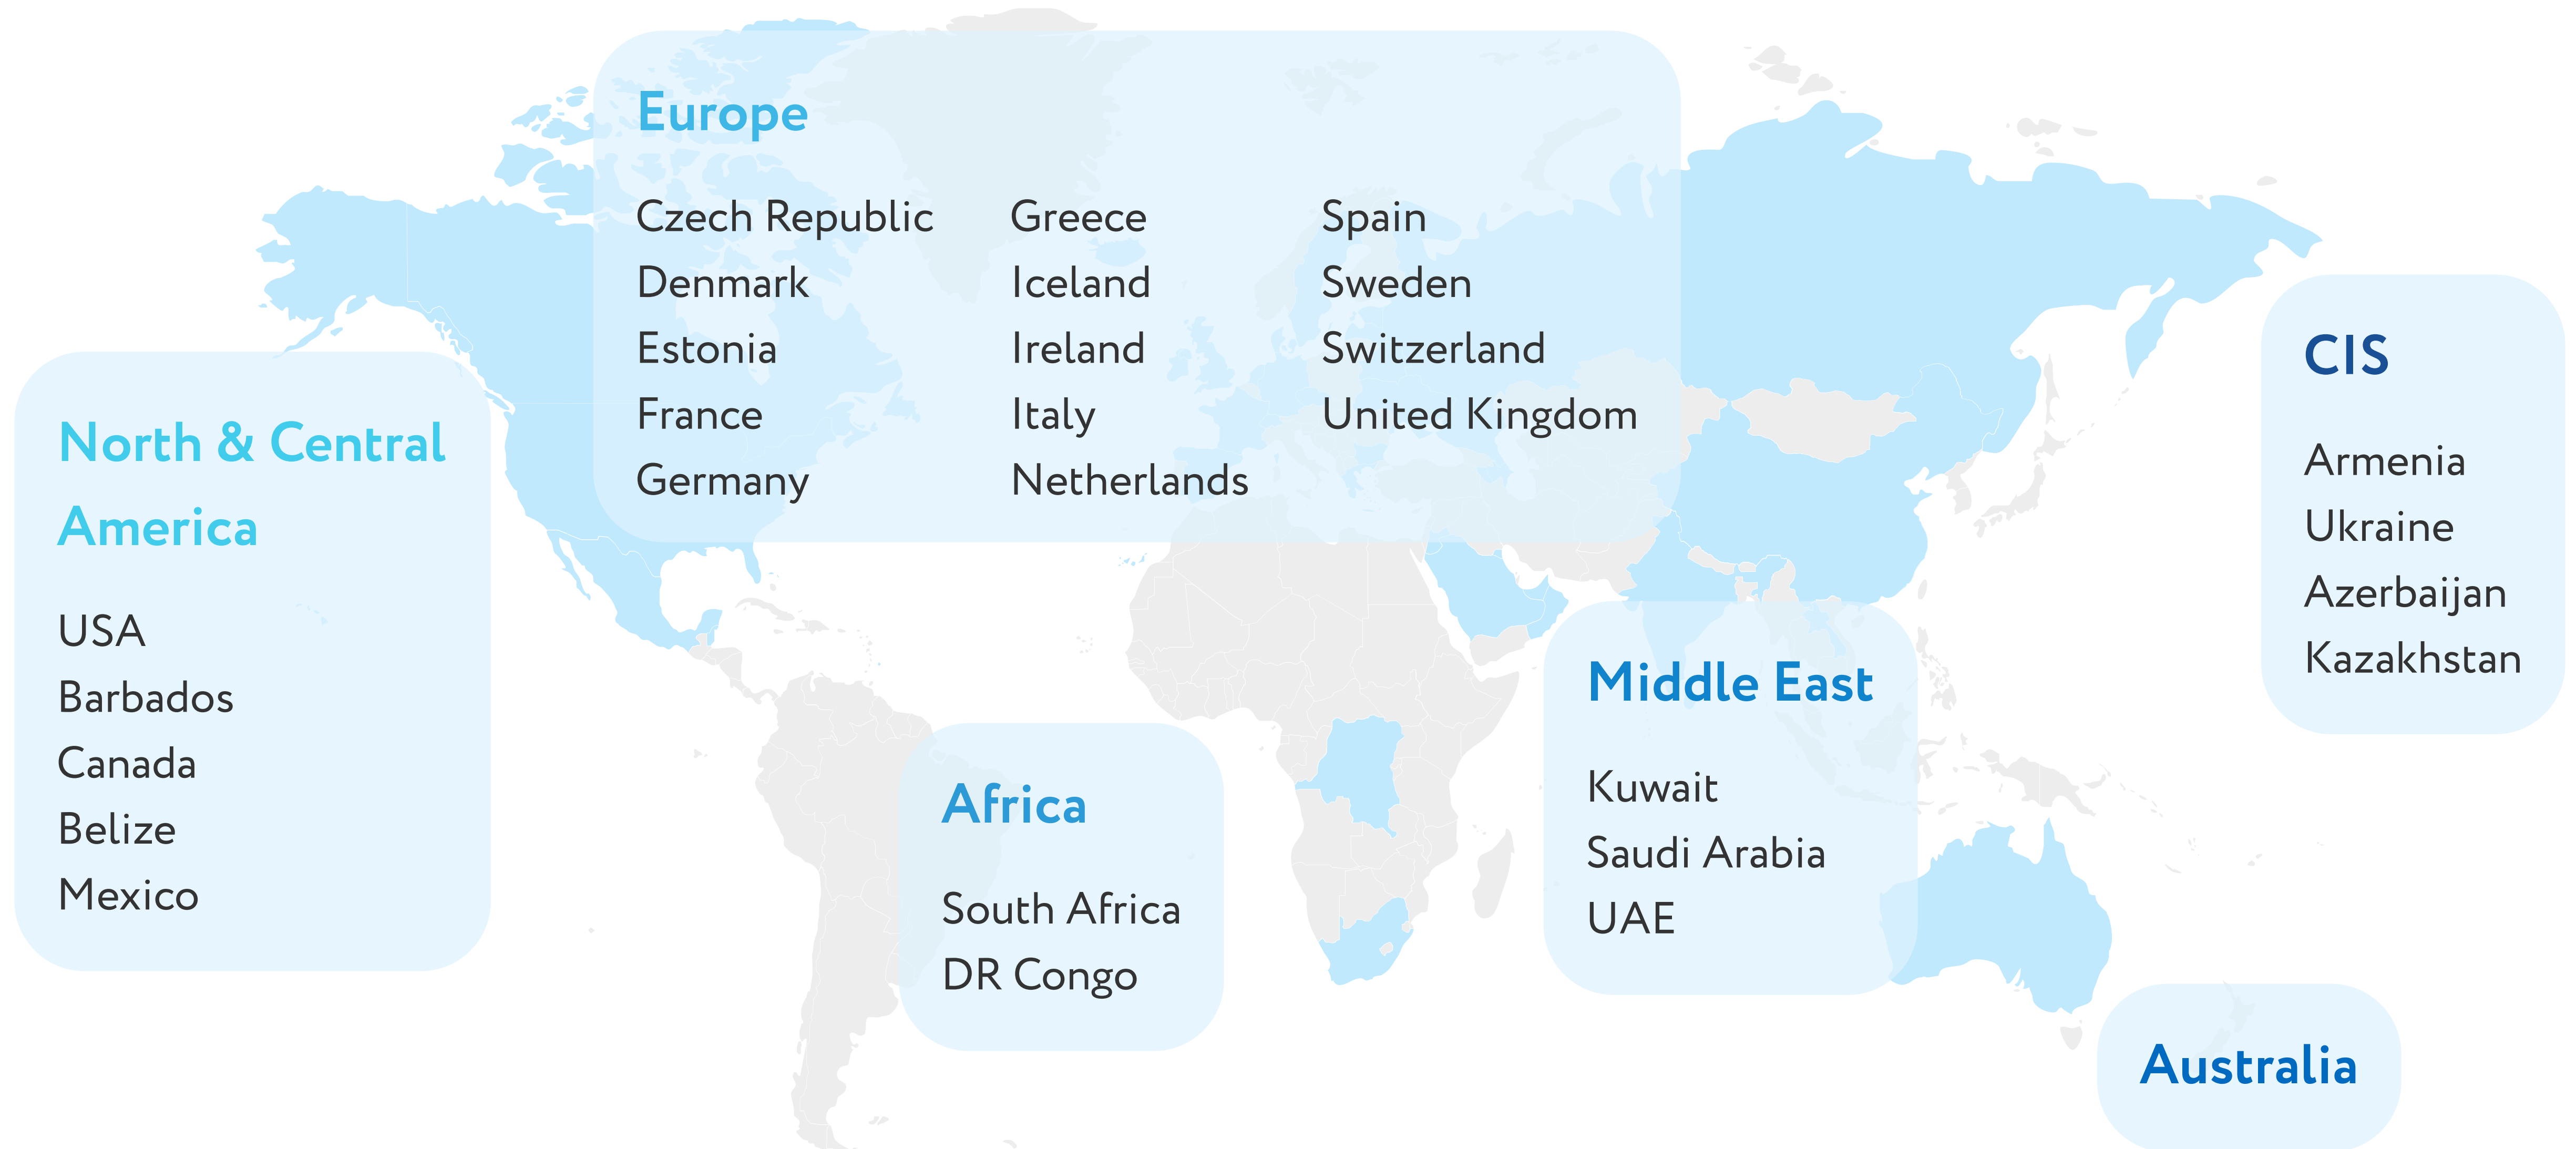 Europe
Czech Republic
Denmark
Estonia
France
Germany
Greece
Iceland
Ireland
Italy
Netherlands
Spain
Sweden
Switzerland
United Kingdom
North & Central
America
USA
Barbados
Canada
Belize
Mexico
Africa
South Africa
DR Congo
Middle East
Kuwait
Saudi Arabia
UAE
CIS
Armenia
Ukraine
Azerbaijan
Kazakhstan
Australia